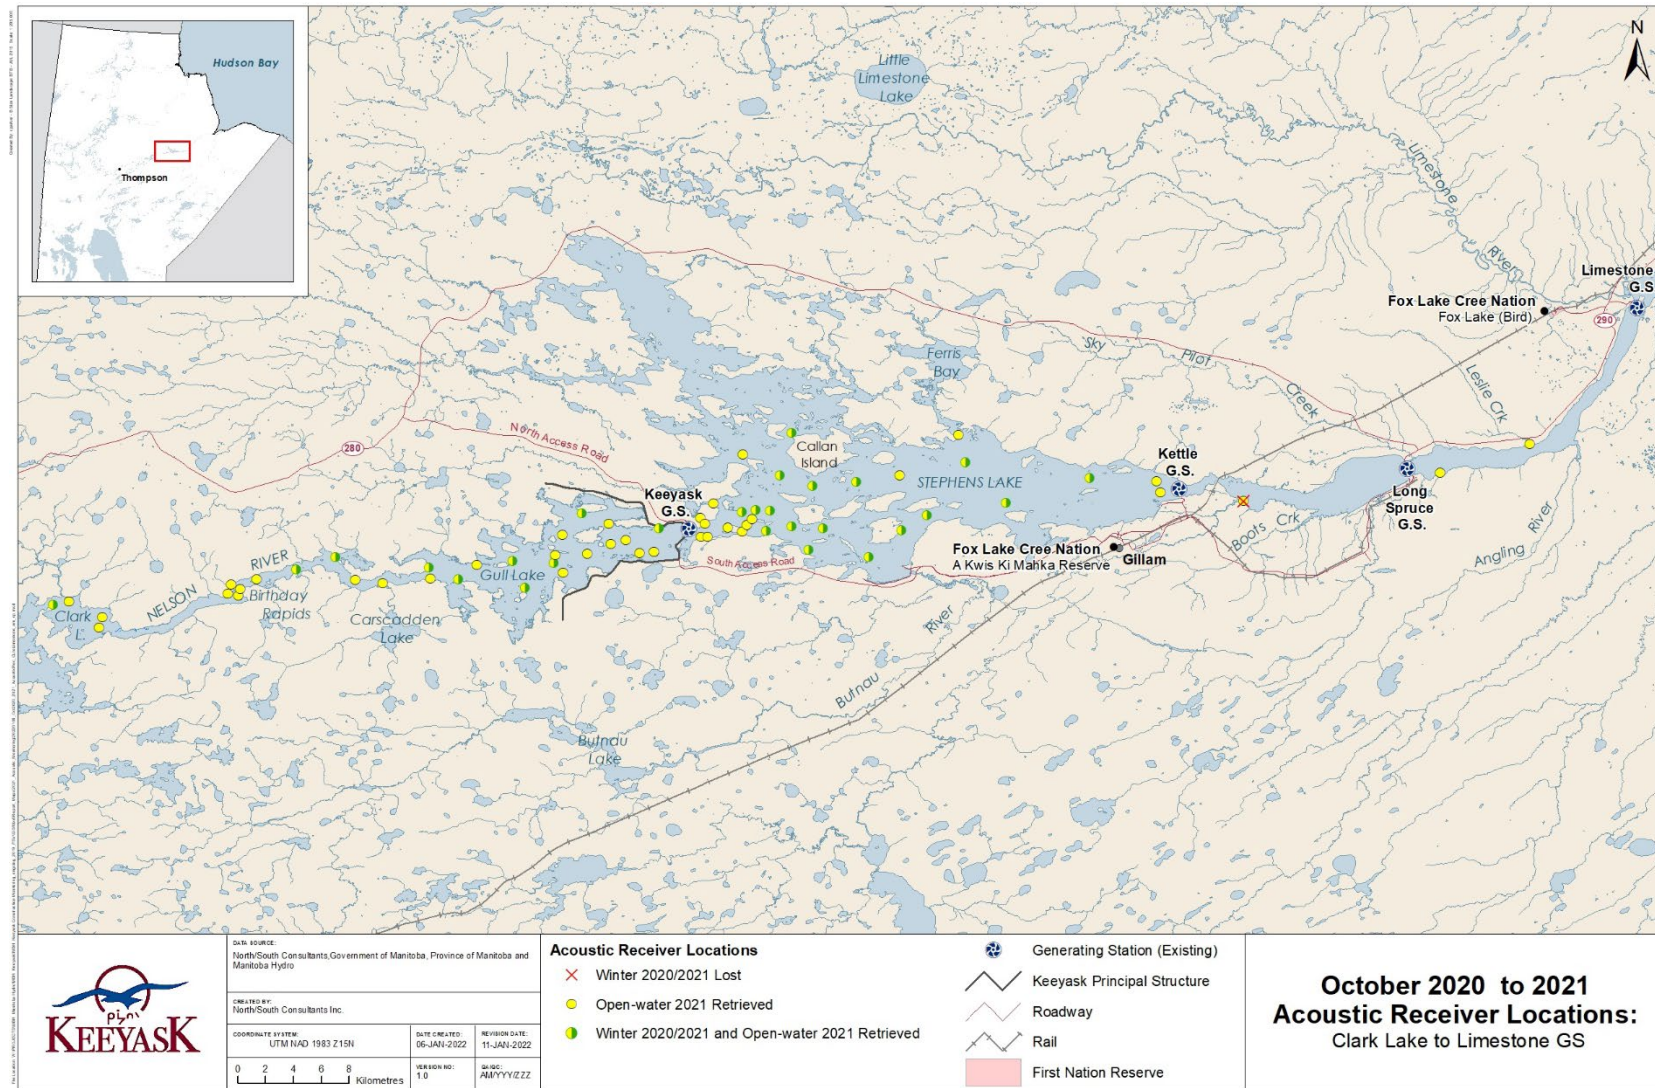 Hudson Bay
Thompson
N
Little
Limestone
Lake
Limestone
River
Limestone
G.S
Fox Lake Cree Nation
Fox Lake (Bird)
290
Ferris
Bay
Sky
Pilot
Creek
Leslie Crk
280
North Access Road
Callan
Island
STEPHENS LAKE
Kettle
G.S.
Keeyask
G.S.
Long
Spruce
G.S.
Boots Crk
Angling
River
Fox Lake Cree Nation
A Kwis Ki Mahka Reserve
Gillam
South Access Road
NELSON
RIVER
Gull Lake
Birthday
Rapids
Clark
L.
Carscadden
Lake
Butnau
River
Butnau
Lake
KEEYASK
DATA SOURCE:
North/South Consultants,Government of Manitoba, Province of Manitoba and
Manitoba Hydro
CREATED BY:
North/South Consultants Inc.
COORDINATE SYSTEM:
UTM NAD 1983 Z15N
DATE CREATED:
06-JAN-2022
REVISION DATE:
11-JAN-2022
0 2 4 6 8
Kilometres
VERSION NO:
1.0
QA/QC:
AM/YYY/ZZZ
Acoustic Receiver Locations
Winter 2020/2021 Lost
Open-water 2021 Retrieved
Winter 2020/2021 and Open-water 2021 Retrieved
Generating Station (Existing)
Keeyask Principal Structure
Roadway
Rail
First Nation Reserve
October 2020 to 2021
Acoustic Receiver Locations:
Clark Lake to Limestone GS